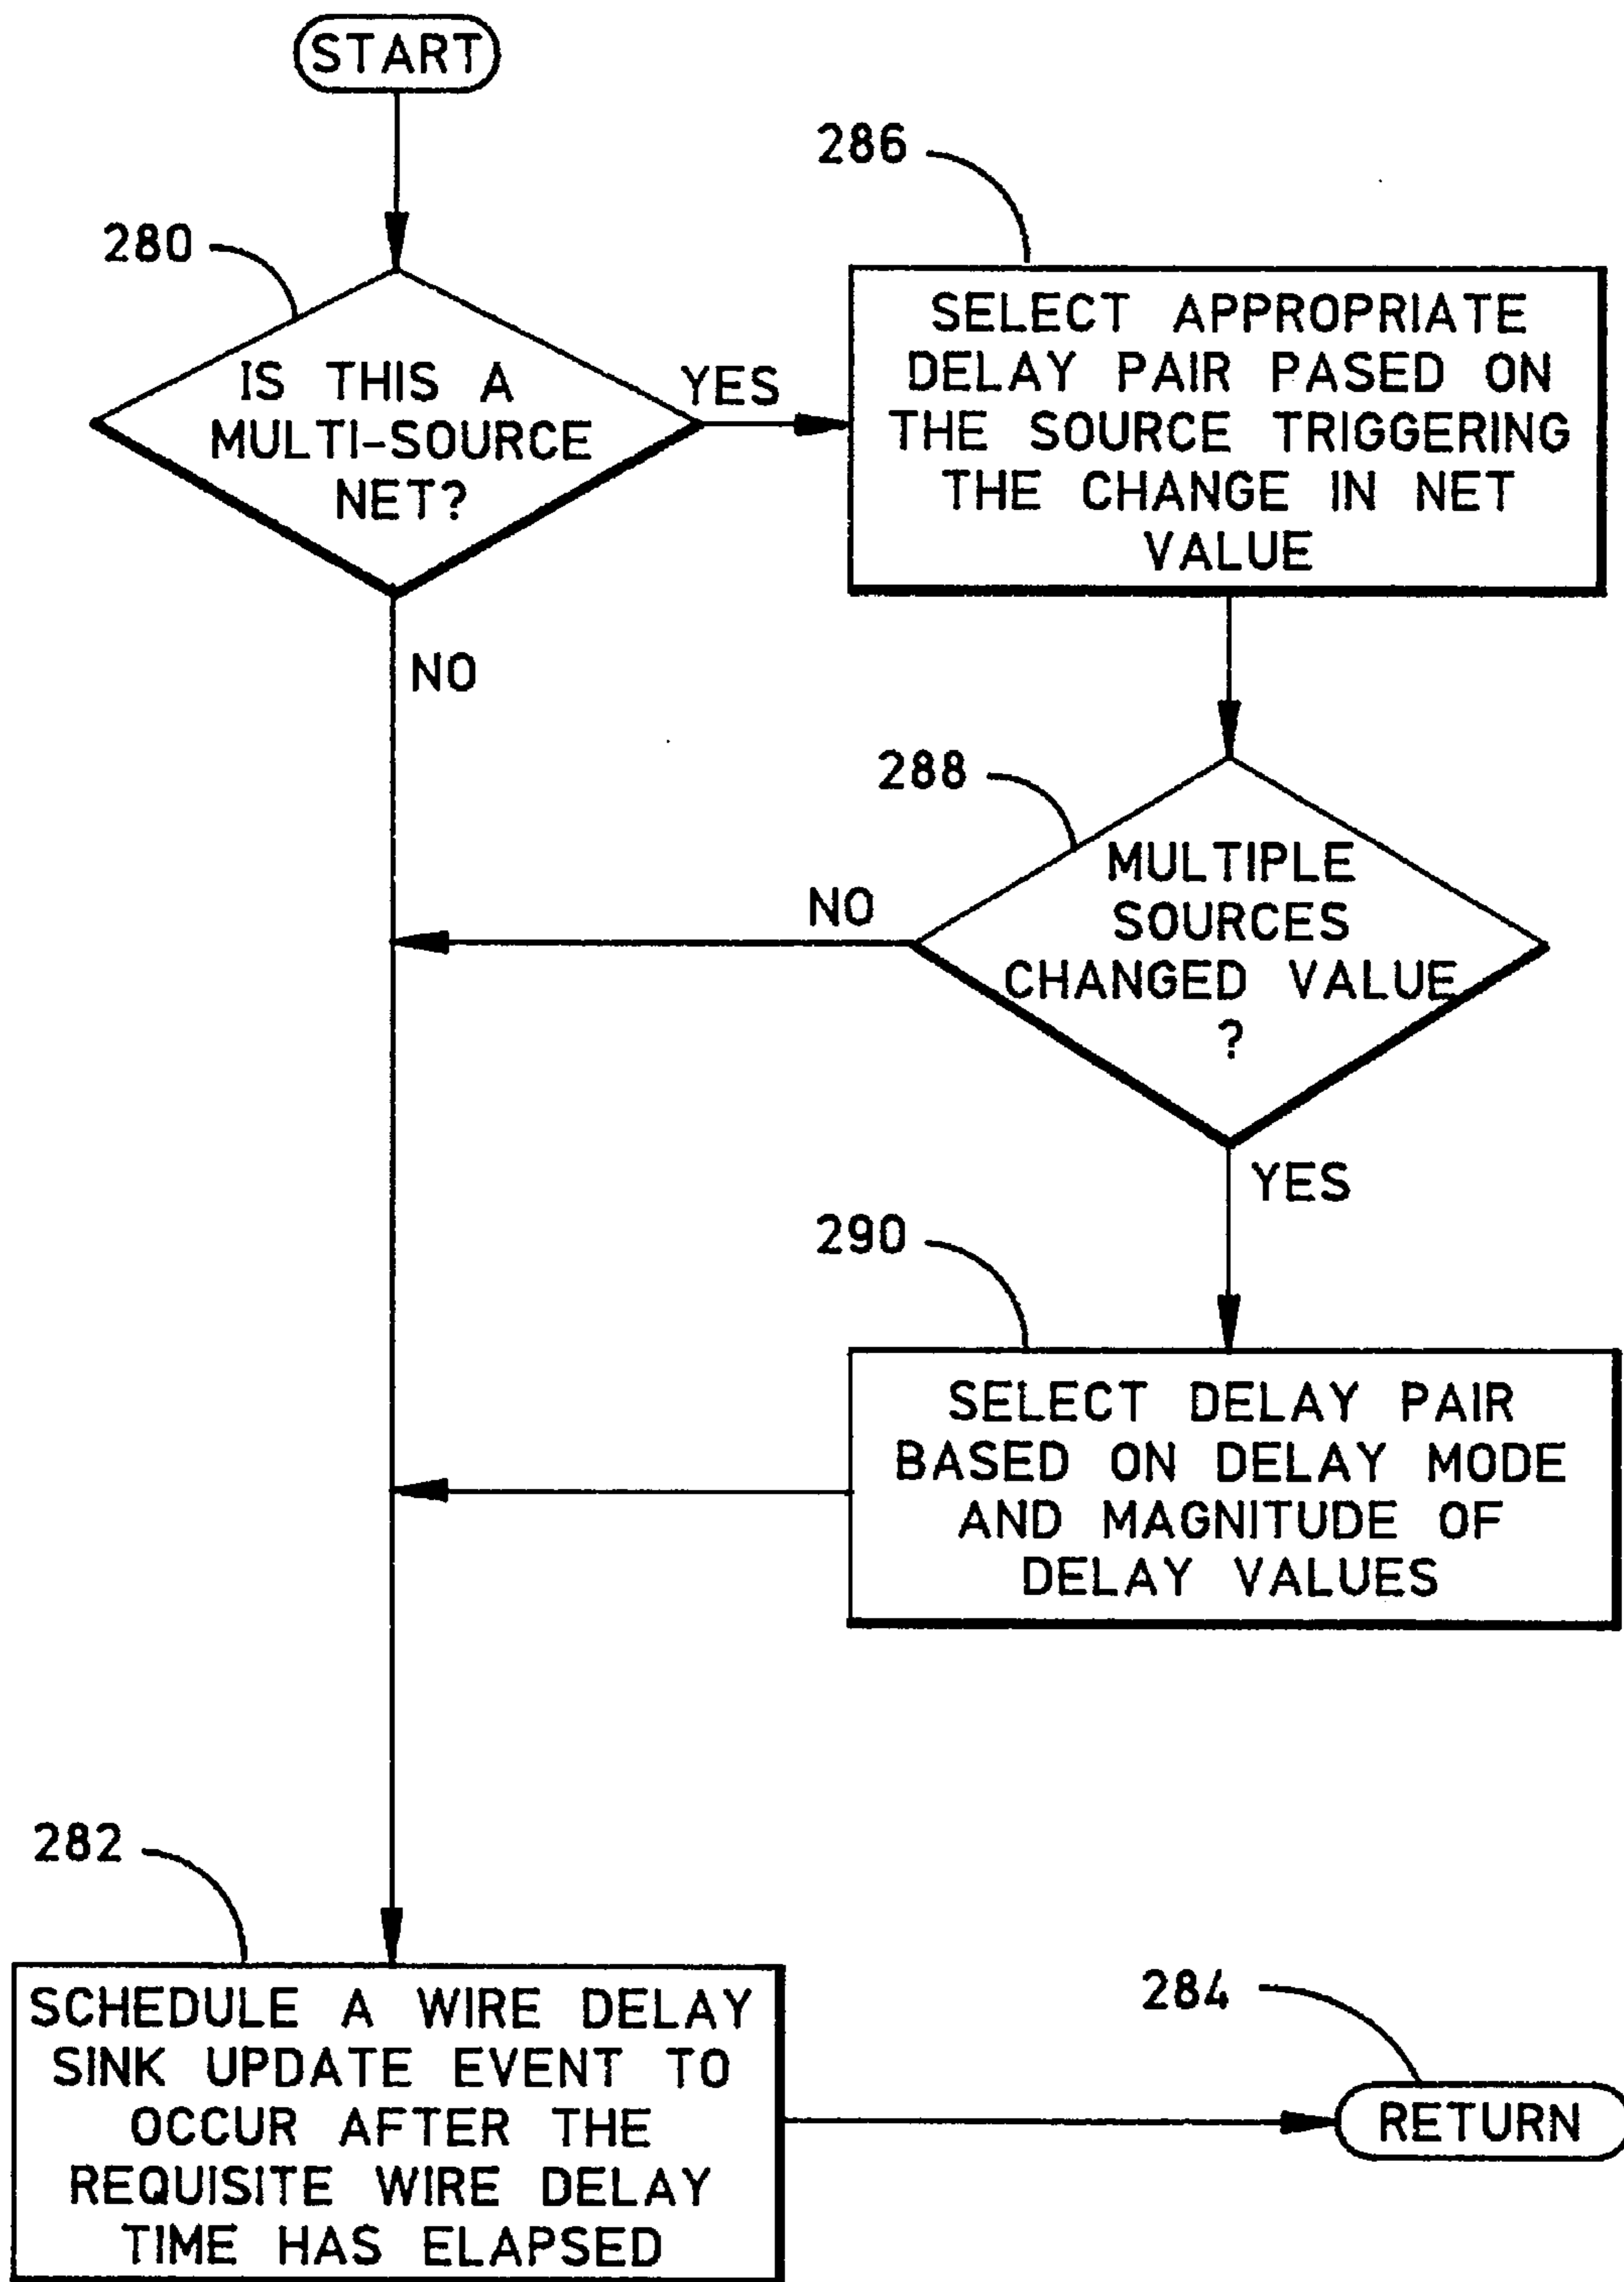 START
280
IS THIS A
MULTI-SOURCE
NET?
YES
NO
286
SELECT APPROPRIATE
DELAY PAIR PASED ON
THE SOURCE TRIGGERING
THE CHANGE IN NET
VALUE
288
MULTIPLE
SOURCES
CHANGED VALUE
?
NO
YES
290
SELECT DELAY PAIR
BASED ON DELAY MODE
AND MAGNITUDE OF
DELAY VALUES
282
SCHEDULE A WIRE DELAY
SINK UPDATE EVENT TO
OCCUR AFTER THE
REQUISITE WIRE DELAY
TIME HAS ELAPSED
284
RETURN